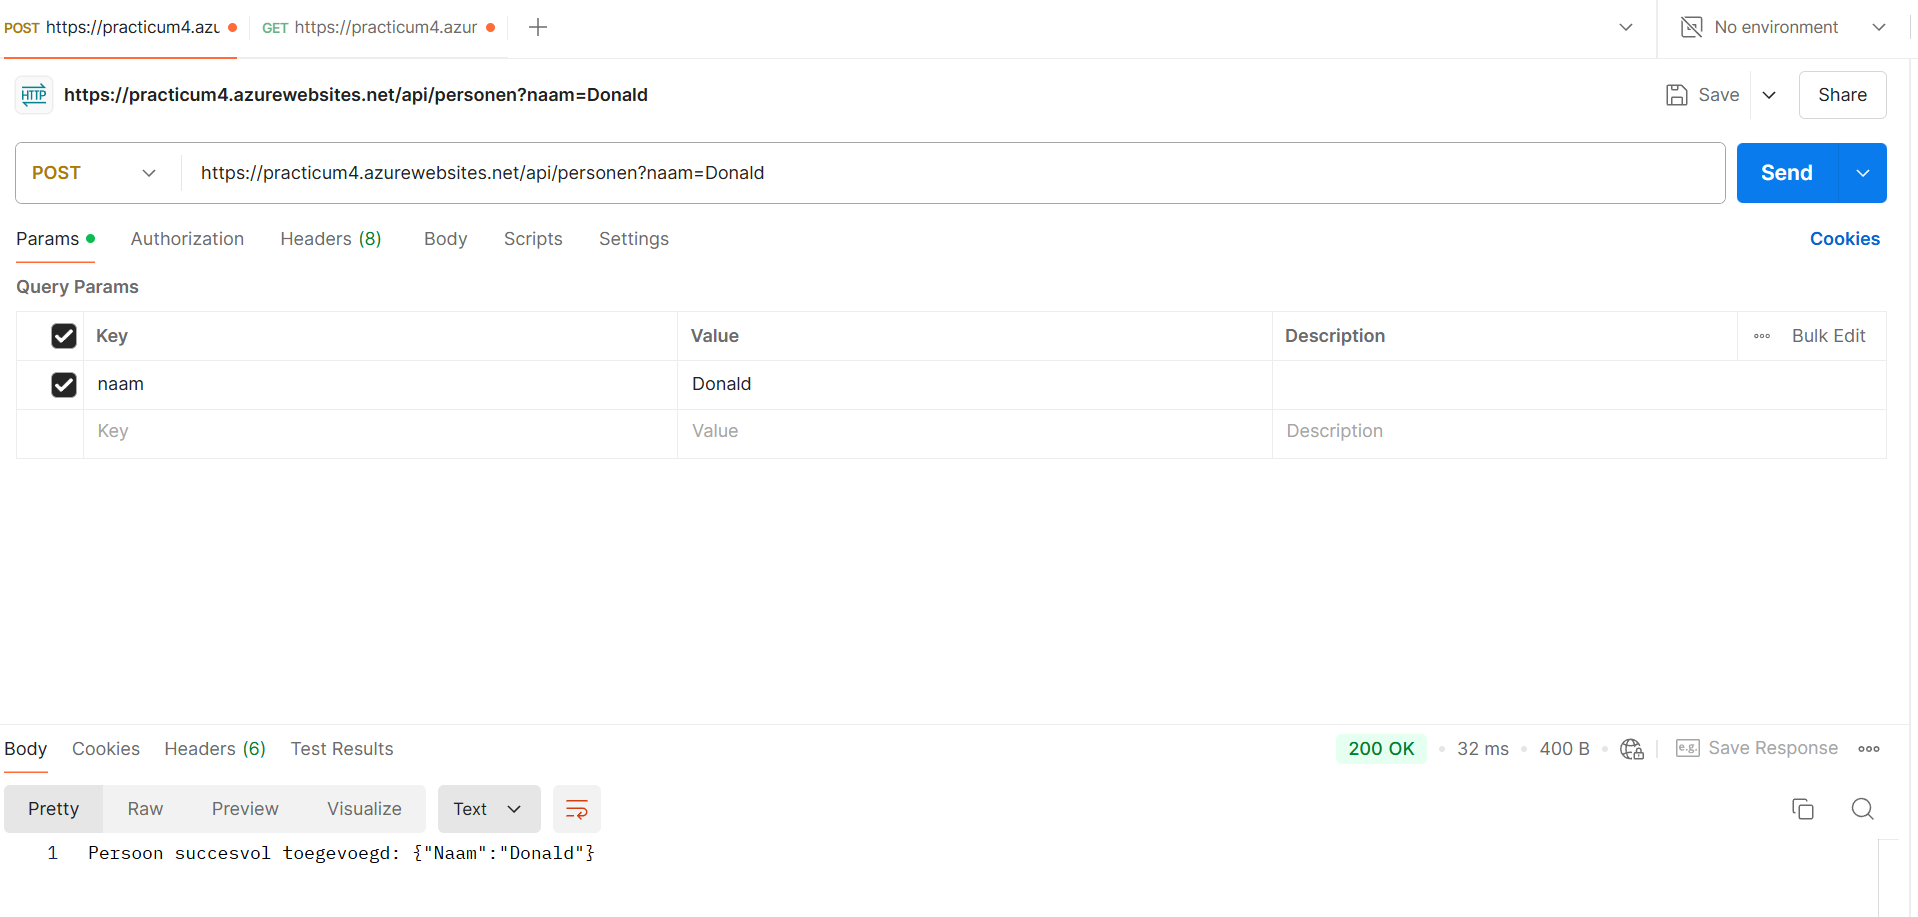 POST https://practicum4.azu GET https://practicum4.azur No environment
HTTP https://practicum4.azurewebsites.net/api/personen?naam=Donald Save Share
POST https://practicum4.azurewebsites.net/api/personen?naam=Donald Send
Params Authorization Headers (8) Body Scripts Settings Cookies
Query Params
Key Value Description Bulk Edit
naam Donald
Key Value Description
Body Cookies Headers (6) Test Results 200 OK 32 ms 400 B e.g. Save Response
Pretty Raw Preview Visualize Text
1 Persoon succesvol toegevoegd: {"Naam":"Donald"}